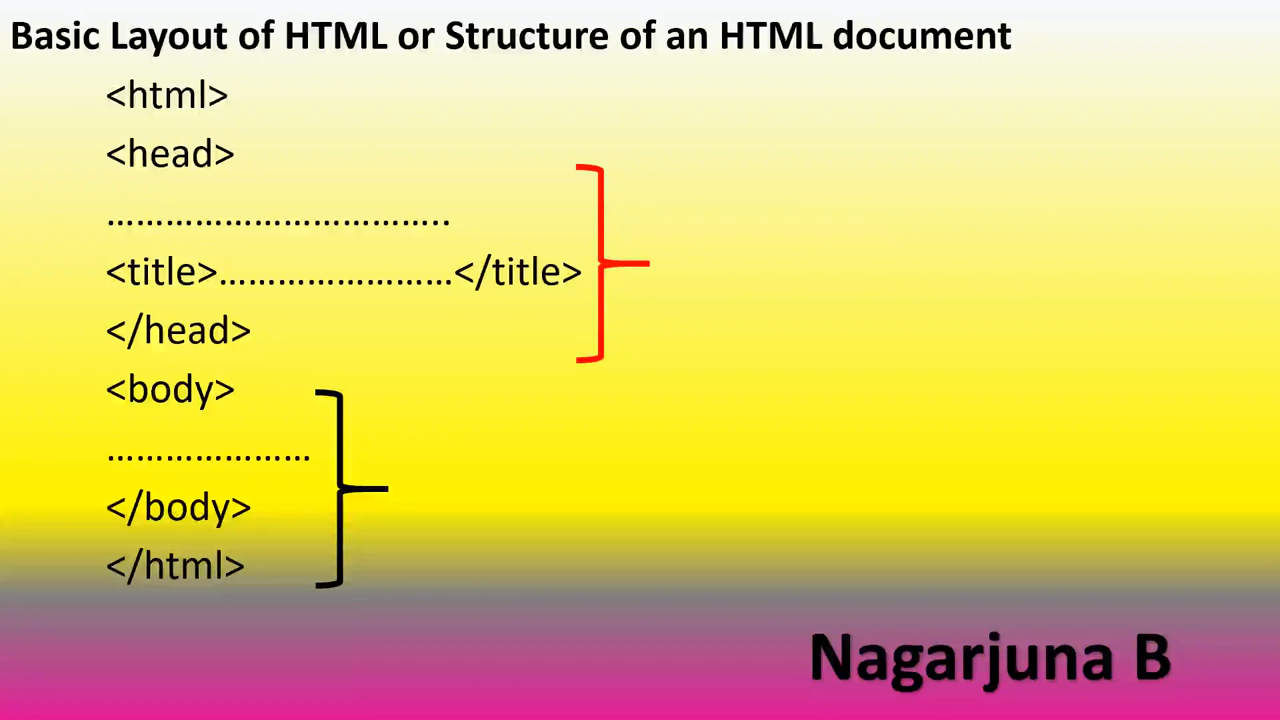 Basic Layout of HTML or Structure of an HTML document
<html>
<head>
………………………………..
<title>……………………</title>
</head>
<body>
…………………
</body>
</html>
Nagarjuna B